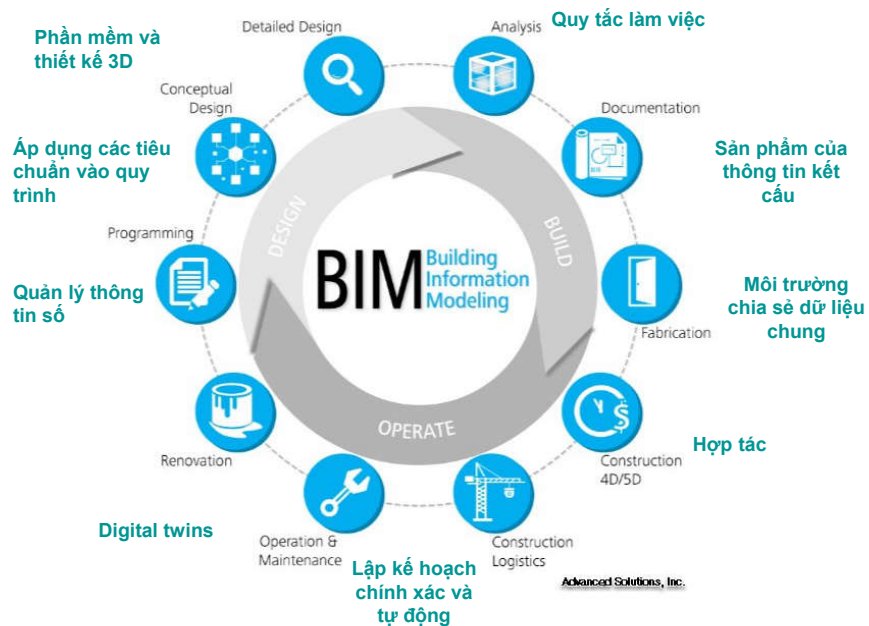 Detailed Design
Analysis
Quy tắc làm việc
Phần mềm và
thiết kế 3D
Conceptual
Design
Documentation
Áp dụng các tiêu
chuẩn vào quy
trình
Sản phẩm của
thông tin kết
cấu
DESIGN
BUILD
Programming
BIM
Building
Information
Modeling
Quản lý thông
tin số
Môi trường
chia sẻ dữ liệu
chung
Fabrication
OPERATE
Renovation
Hợp tác
Construction
4D/5D
Digital twins
Operation &
Maintenance
Construction
Logistics
Lập kế hoạch
chính xác và
tự động
Advanced Solutions, Inc.